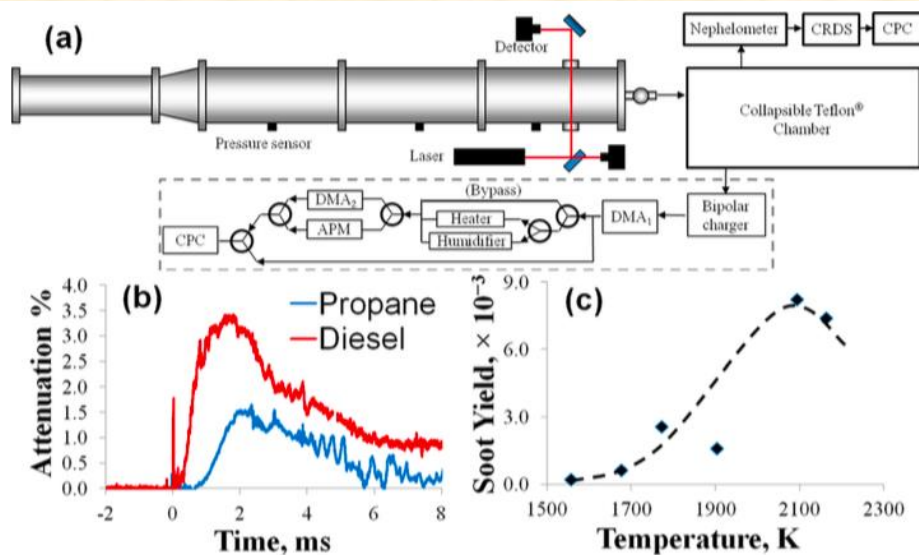 (a)
Detector
Nephelometer
CRDS
CPC
Collapsible Teflon®
Chamber
Pressure sensor
Laser
(Bypass)
DMA₂
APM
Heater
Humidifier
DMA₁
Bipolar
charger
CPC
(b)
Propane
Diesel
Attenuation %
4.0
3.5
3.0
2.5
2.0
1.5
1.0
0.5
0.0
-2
0
2
4
6
8
Time, ms
(c)
Soot Yield, × 10⁻³
9.0
6.0
3.0
0.0
1500
1700
1900
2100
2300
Temperature, K